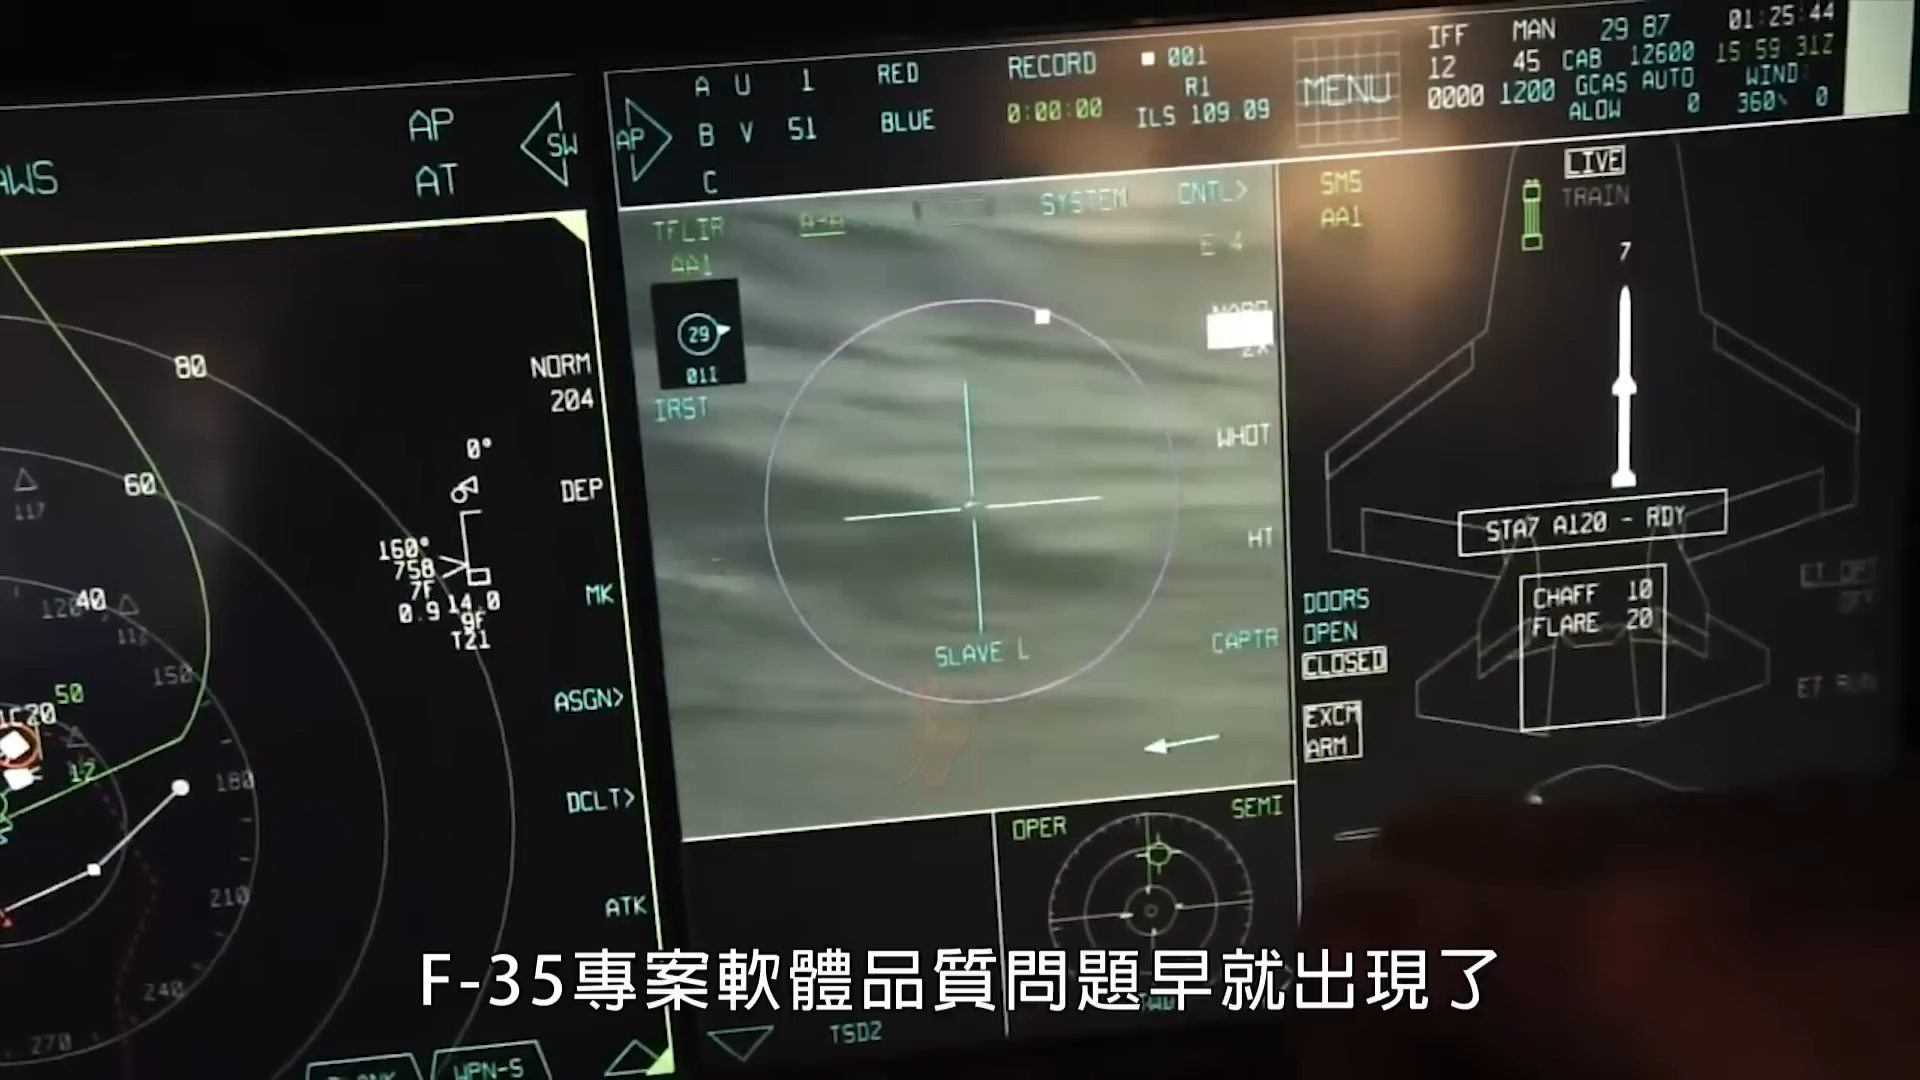 AP
AT
SW
80
60
117
120
40
150
50
12
180
210
240
270
NORM
204
0°
DEP
160°
758
7F
0.9
14.0
9F
T21
MK
ASGN>
DCLT>
ATK
WPN-S
AP
A U 1
B V 51
C
RED
BLUE
RECORD
0:00:00
001
R1
ILS 109.09
MENU
IFF
12
0000
MAN
45
1200
29 87
CAB 12600
GCAS AUTO
ALOW 0
01:25:44
15 59 31Z
WIND
360 0
TFLIR
AA1
A-A
SYSTEM
CNTL>
E 4
29
011
IRST
WHOT
HT
SLAVE L
CAPTR
OPER
SEMI
TSD2
SMS
AA1
LIVE
TRAIN
7
STA7 A120 - RDY
CHAFF 10
FLARE 20
DOORS
OPEN
CLOSED
EXCM
ARM
ET RUN
F-35專案軟體品質問題早就出現了